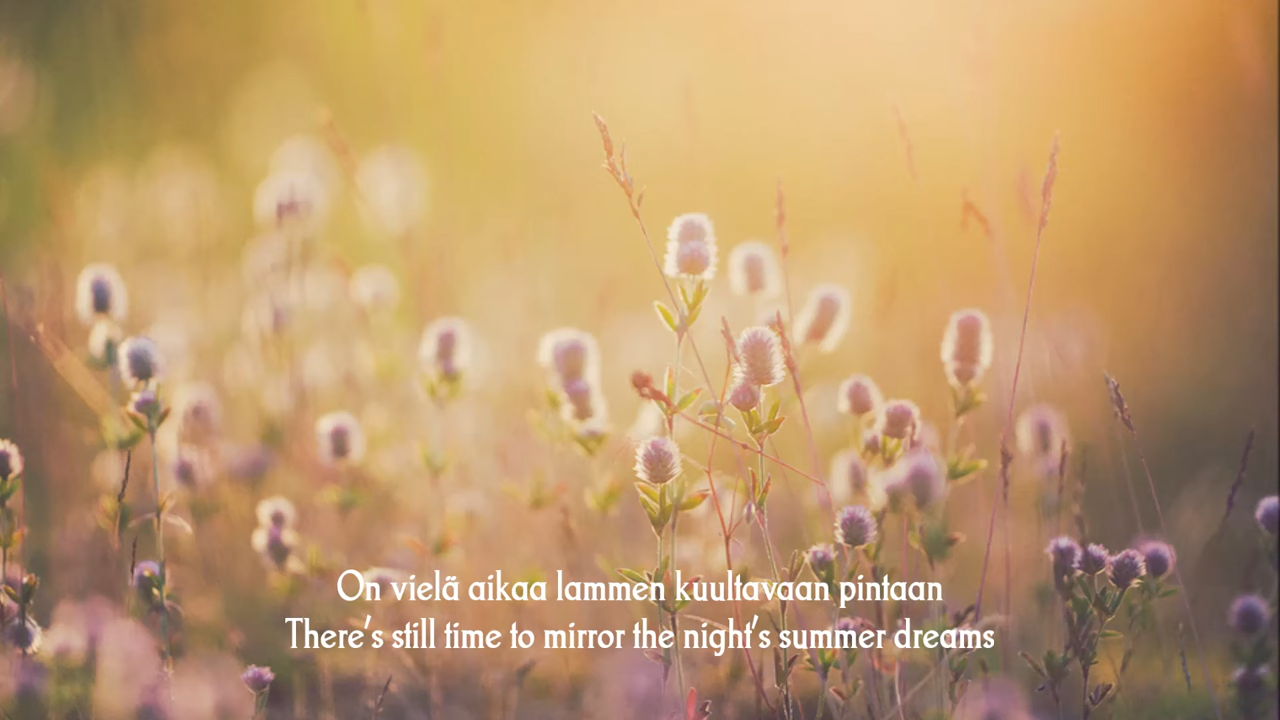 On vielä aikaa lammen kuultavaan pintaan
There's still time to mirror the night's summer dreams